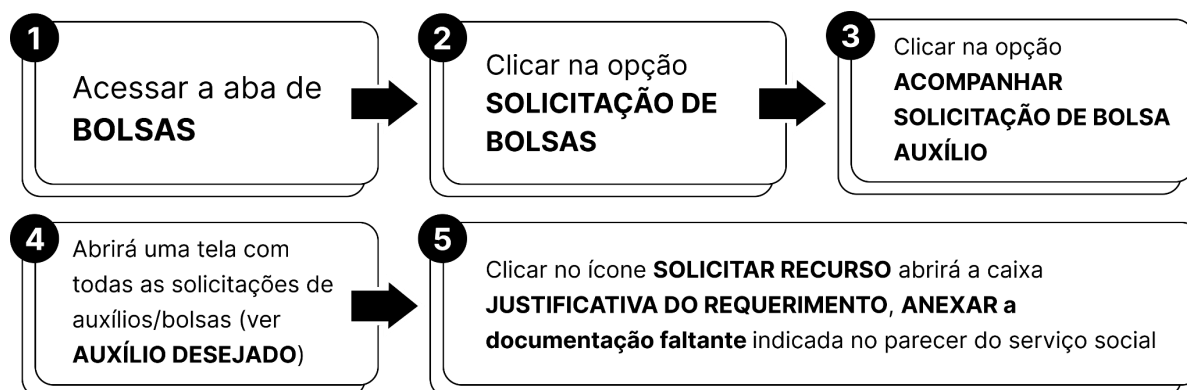 1
Acessar a aba de
BOLSAS
2
Clicar na opção
SOLICITAÇÃO DE
BOLSAS
3
Clicar na opção
ACOMPANHAR
SOLICITAÇÃO DE BOLSA
AUXÍLIO
4
Abrirá uma tela com
todas as solicitações de
auxílios/bolsas (ver
AUXÍLIO DESEJADO)
5
Clicar no ícone SOLICITAR RECURSO abrirá a caixa
JUSTIFICATIVA DO REQUERIMENTO, ANEXAR a
documentação faltante indicada no parecer do serviço social